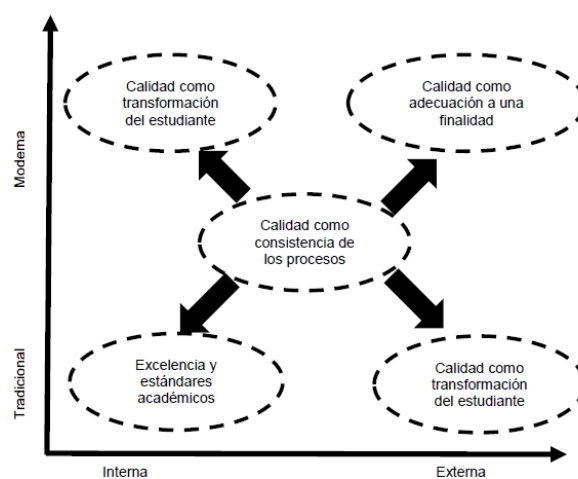 Moderna
Calidad como
transformación
del estudiante
Calidad como
adecuación a una
finalidad
Calidad como
consistencia de
los procesos
Tradicional
Excelencia y
estándares
académicos
Calidad como
transformación
del estudiante
Interna
Externa